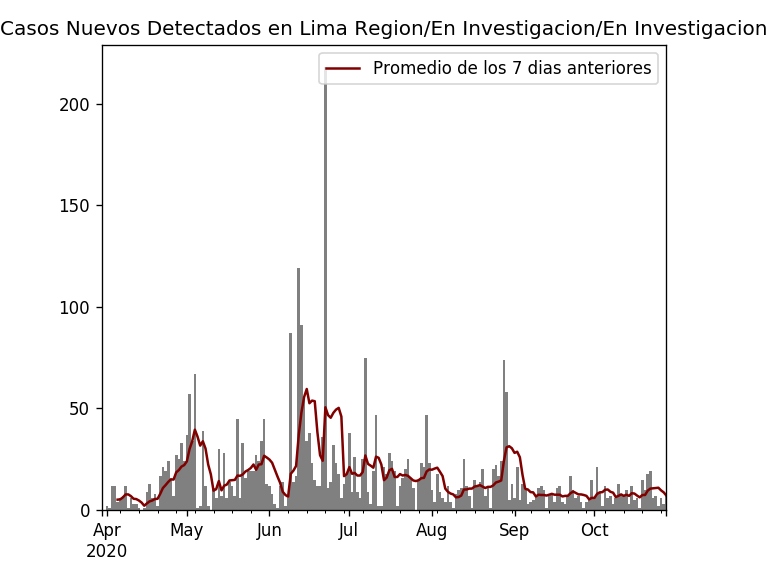 Casos Nuevos Detectados en Lima Region/En Investigacion/En Investigacion
Promedio de los 7 dias anteriores
200
150
100
50
0
Apr May Jun Jul Aug Sep Oct
2020